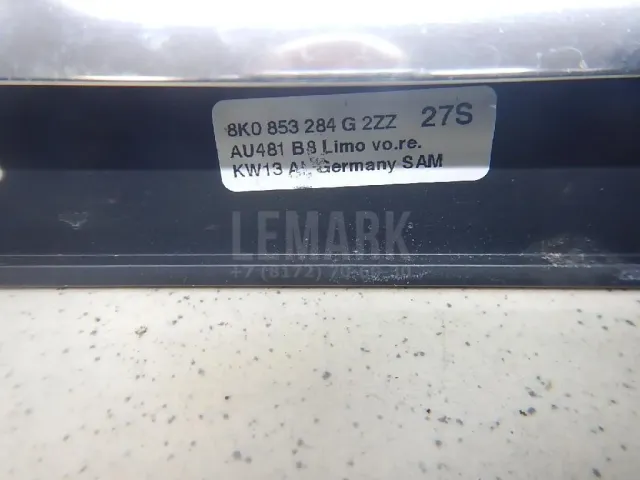 8K0 853 284 G 2ZZ 27S
AU481 B8 Limo vo.re.
KW13 Germany SAM
LEMARK